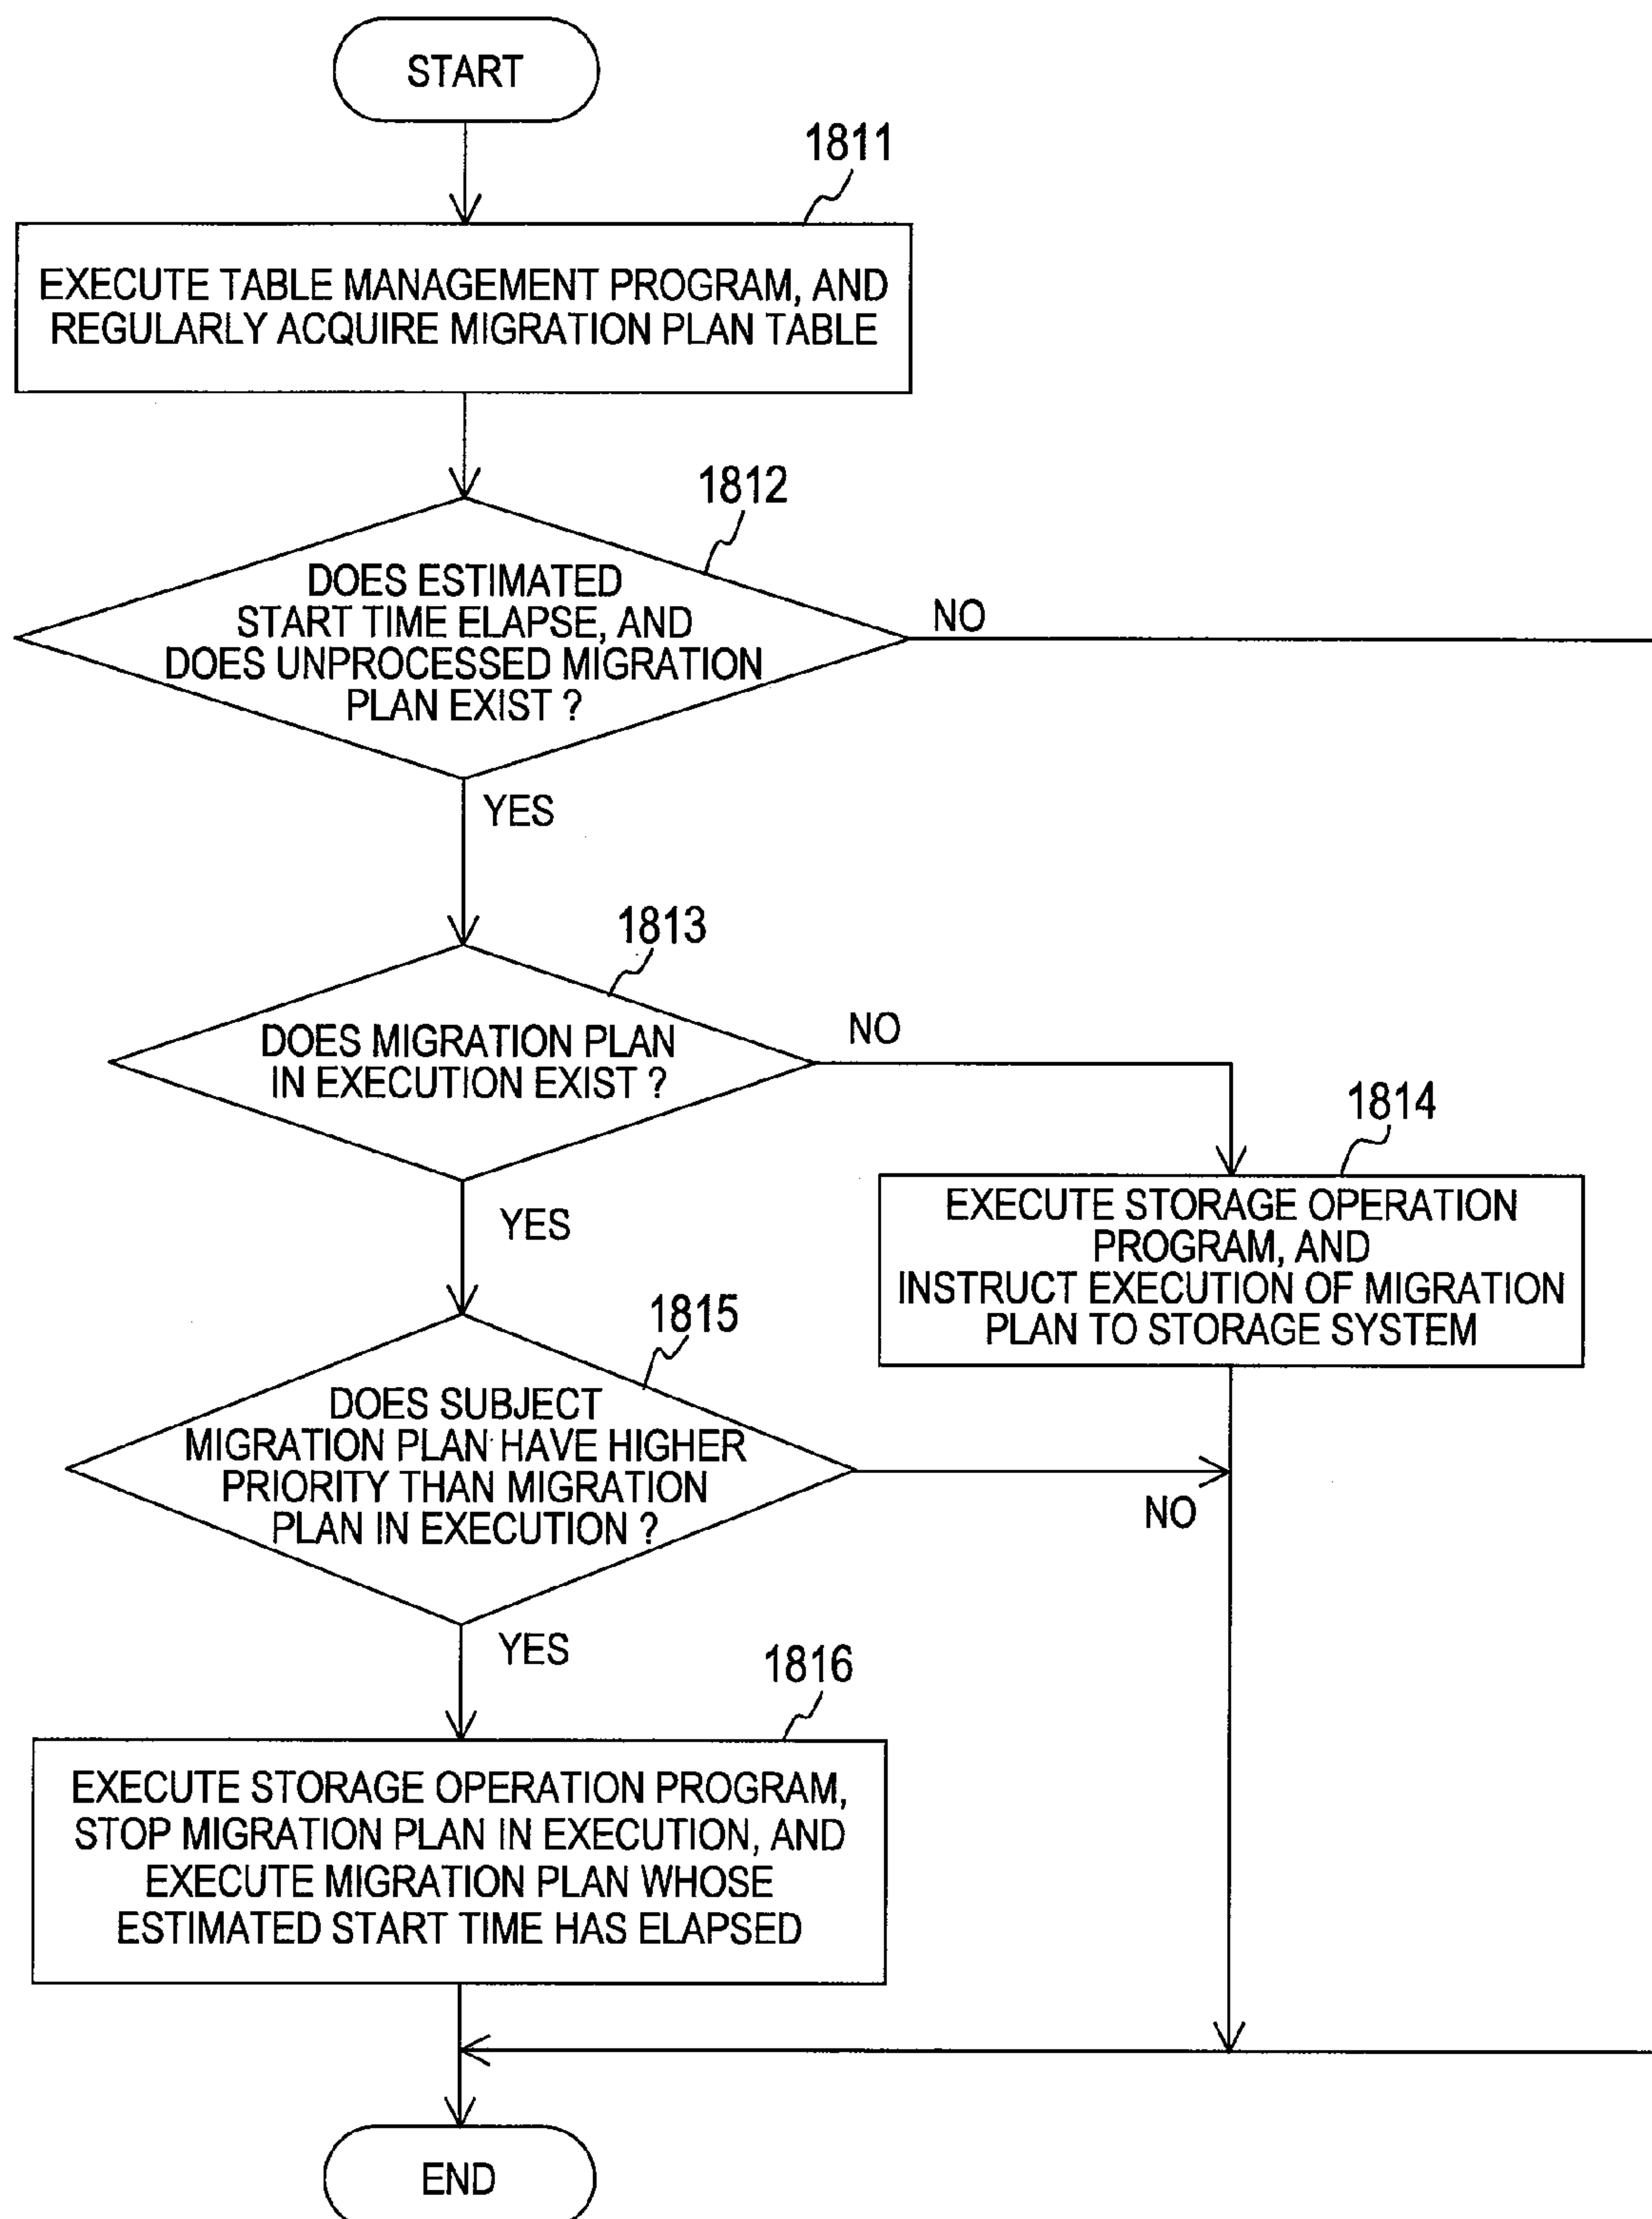 START
1811
EXECUTE TABLE MANAGEMENT PROGRAM, AND
REGULARLY ACQUIRE MIGRATION PLAN TABLE
1812
DOES ESTIMATED
START TIME ELAPSE, AND
DOES UNPROCESSED MIGRATION
PLAN EXIST ?
NO
YES
1813
DOES MIGRATION PLAN
IN EXECUTION EXIST ?
NO
YES
1814
EXECUTE STORAGE OPERATION
PROGRAM, AND
INSTRUCT EXECUTION OF MIGRATION
PLAN TO STORAGE SYSTEM
1815
DOES SUBJECT
MIGRATION PLAN HAVE HIGHER
PRIORITY THAN MIGRATION
PLAN IN EXECUTION ?
NO
YES
1816
EXECUTE STORAGE OPERATION PROGRAM,
STOP MIGRATION PLAN IN EXECUTION, AND
EXECUTE MIGRATION PLAN WHOSE
ESTIMATED START TIME HAS ELAPSED
END